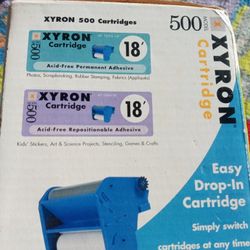 XYRON 500 Cartridges
500
MODEL
XYRON
Cartridge
XYRON
500
Cartridge
18'
Acid-Free Permanent Adhesive
Photos, Scrapbooking, Rubber Stamping, Fabrics (Appliqués)
XYRON
500
Cartridge
18'
Acid-Free Repositionable Adhesive
Kids' Stickers, Art & Science Projects, Stenciling, Games & Crafts
Easy
Drop-In
Cartridge
Simply switch
cartridges at any time